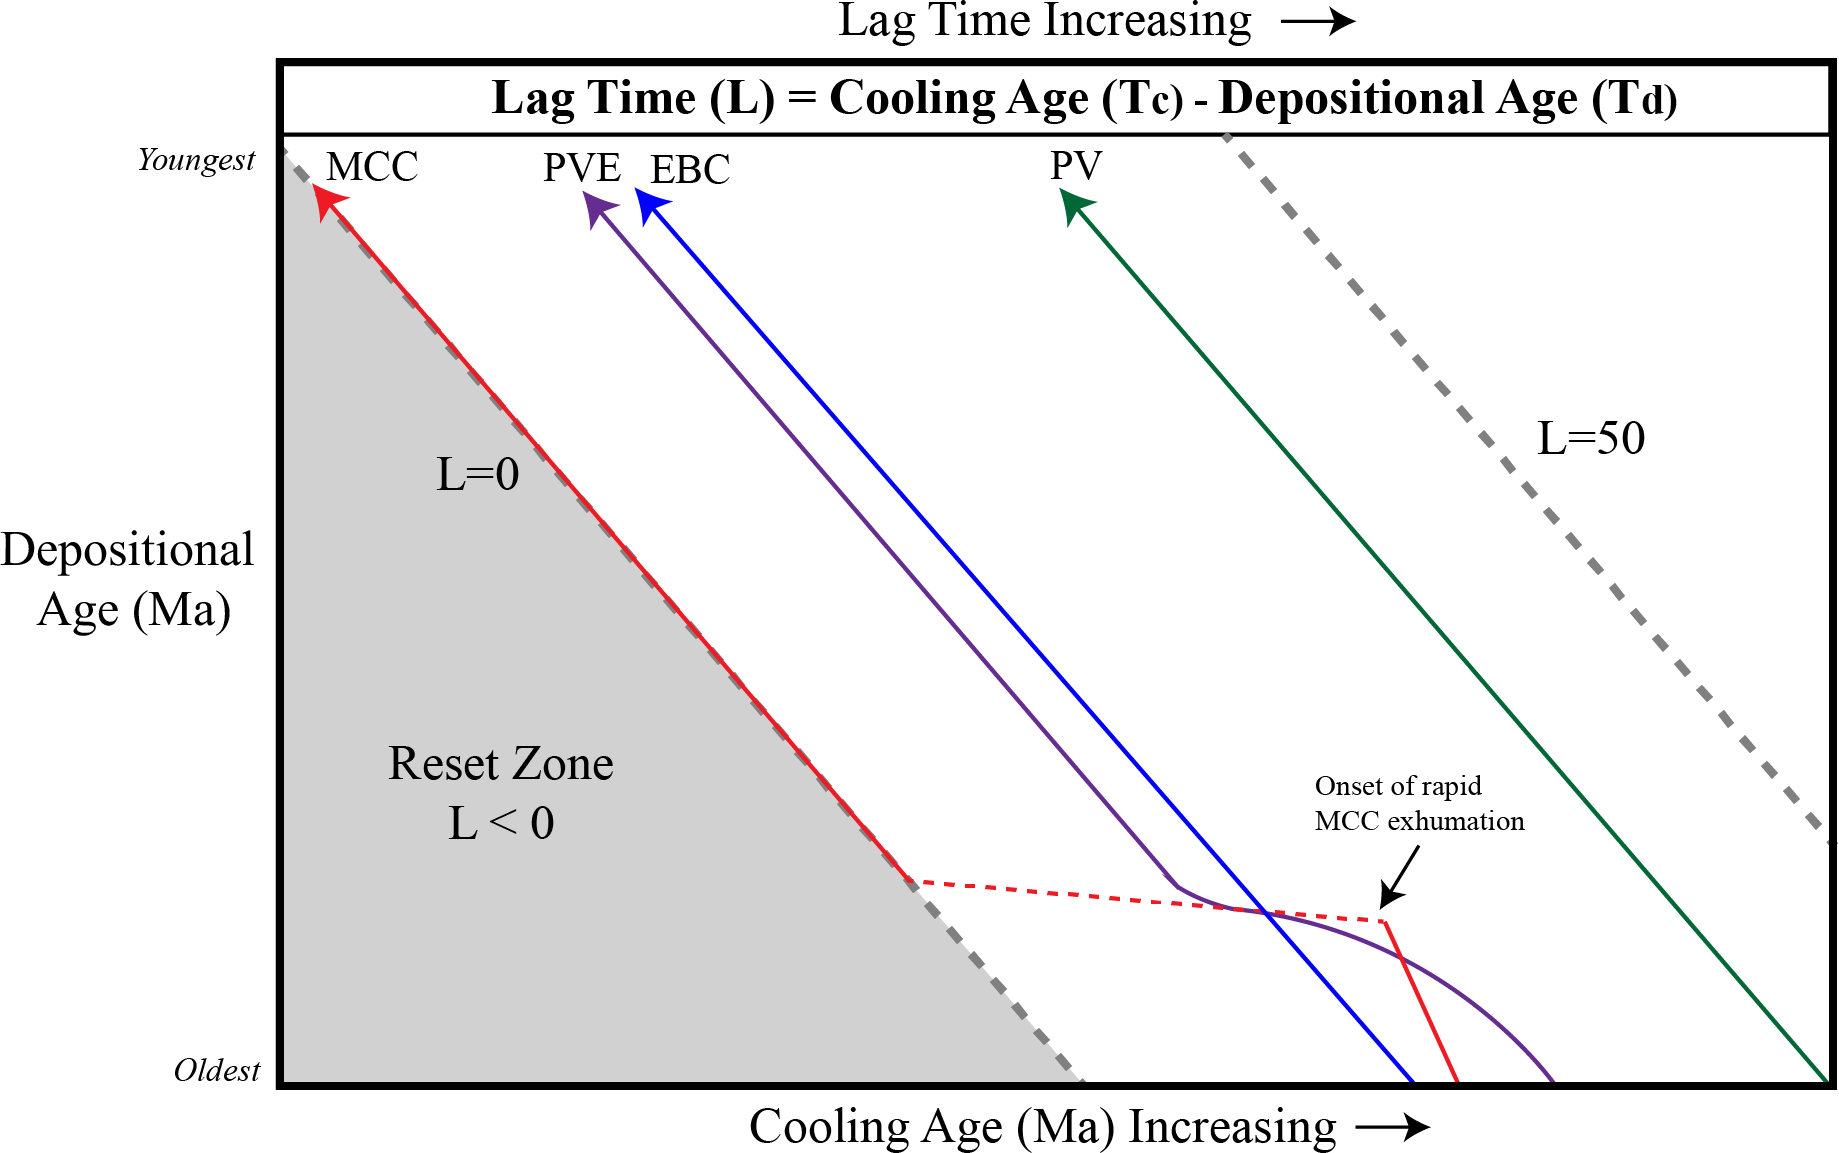 Lag Time Increasing
Lag Time (L) = Cooling Age (Tc) - Depositional Age (Td)
Youngest
MCC
PVE
EBC
PV
L=50
L=0
Depositional
Age (Ma)
Reset Zone
L < 0
Onset of rapid
MCC exhumation
Oldest
Cooling Age (Ma) Increasing